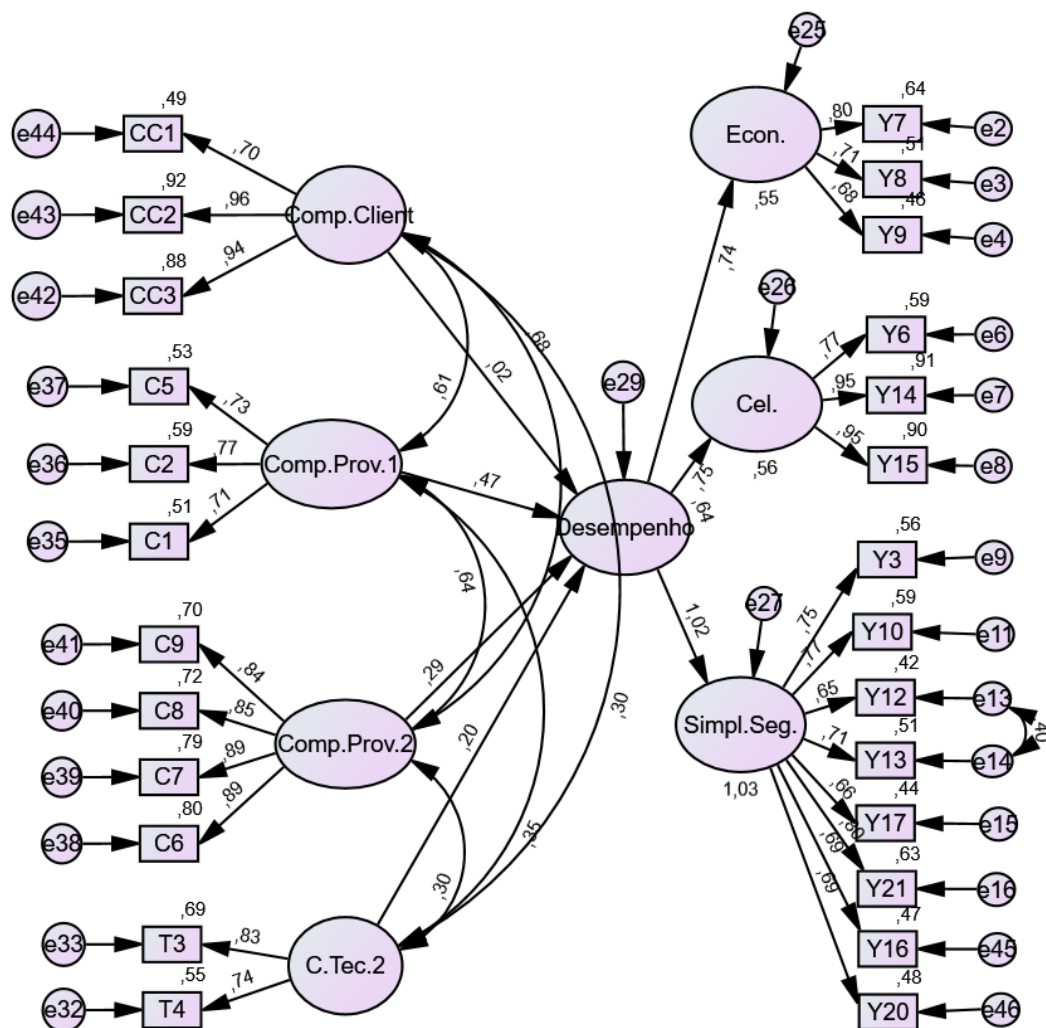 e25
,49
,64
e44
CC1
,80
Y7
e2
,70
Econ.
,51
,92
,71
Y8
e3
e43
CC2
,96
Comp.Client
,55
,68
,46
Y9
e4
,88
,94
e42
CC3
,74
e26
,59
,53
,68
,77
Y6
e6
e37
C5
,02
,91
,73
,61
e29
Cel.
,95
Y14
e7
,59
,95
,90
e36
C2
,77
Comp.Prov.1
,56
Y15
e8
,47
,75
,51
,71
,64
e35
C1
Desempenho
,56
,64
Y3
e9
e27
,75
,59
,70
1,02
Y10
e11
e41
C9
,77
,84
,30
,42
,72
,29
,65
Y12
e13
e40
C8
,85
Simpl.Seg.
,51
,40
,79
Comp.Prov.2
,20
,71
Y13
e14
e39
C7
,89
1,03
,66
,44
,80
,89
,80
Y17
e15
e38
C6
,35
,69
,63
,30
,69
Y21
e16
,69
,47
e33
T3
,83
Y16
e45
,55
,74
C.Tec.2
,48
e32
T4
Y20
e46